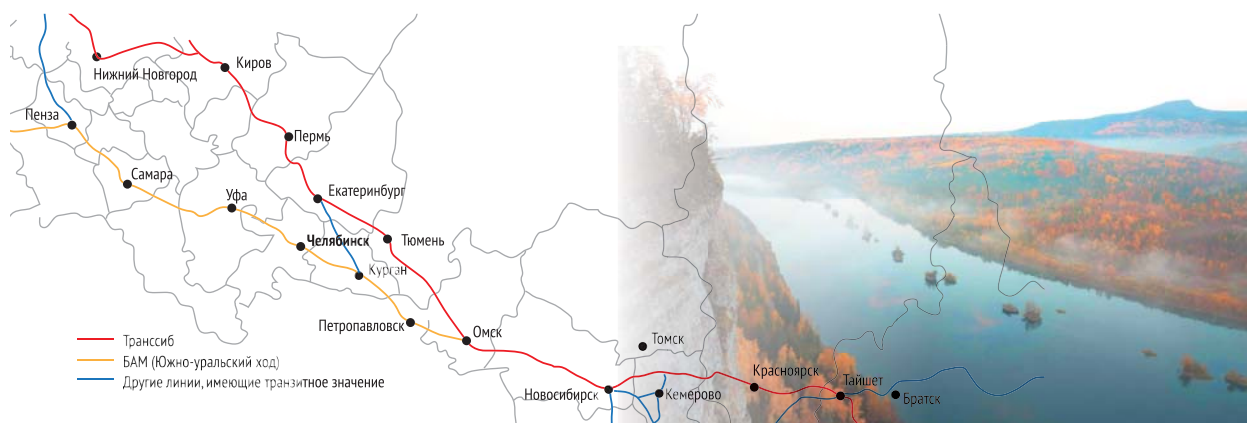 Нижний Новгород
Киров
Пенза
Пермь
Самара
Уфа
Екатеринбург
Челябинск
Тюмень
Курган
Петропавловск
Омск
Томск
Транссиб
БАМ (Южно-уральский ход)
Другие линии, имеющие транзитное значение
Новосибирск
Кемерово
Красноярск
Тайшет
Братск